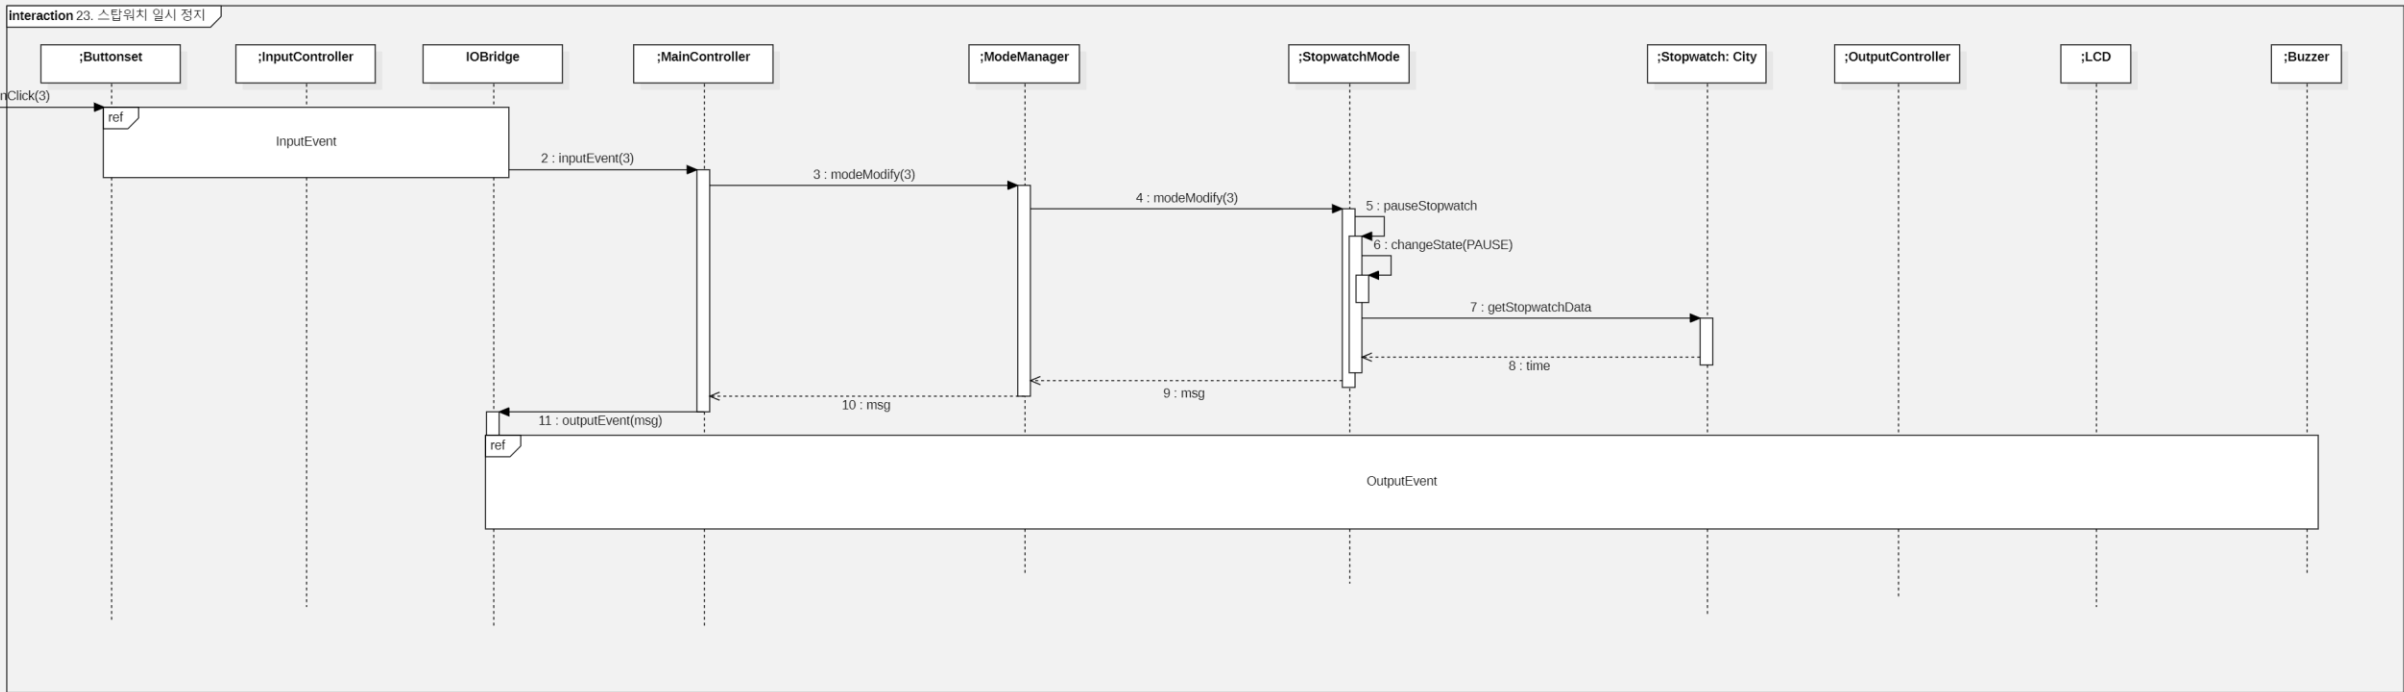 interaction 23. 스탑워치 일시 정지
;Buttonset
;InputController
IOBridge
;MainController
;ModeManager
;StopwatchMode
;Stopwatch: City
;OutputController
;LCD
;Buzzer
nClick(3)
ref
InputEvent
2 : inputEvent(3)
3 : modeModify(3)
4 : modeModify(3)
5 : pauseStopwatch
6 : changeState(PAUSE)
7 : getStopwatchData
8 : time
9 : msg
10 : msg
11 : outputEvent(msg)
ref
OutputEvent